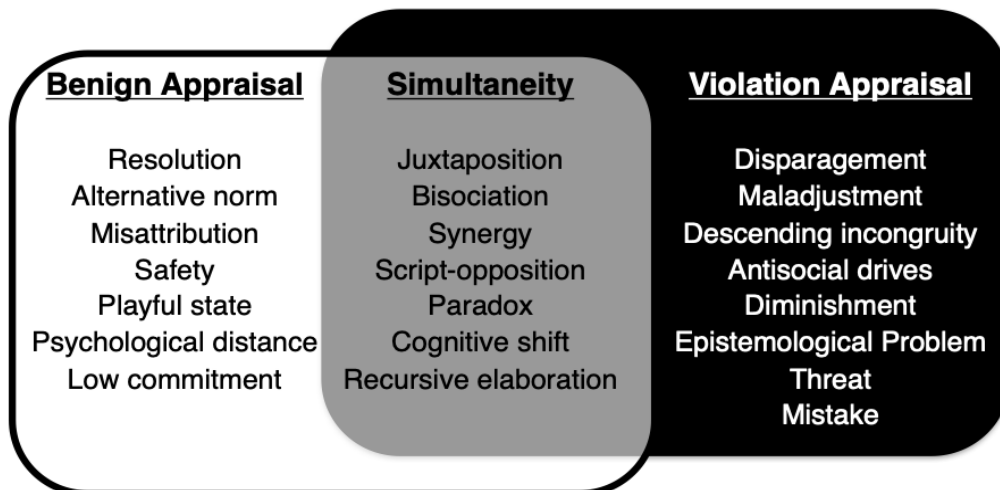 Benign Appraisal
Resolution
Alternative norm
Misattribution
Safety
Playful state
Psychological distance
Low commitment
Simultaneity
Juxtaposition
Bisociation
Synergy
Script-opposition
Paradox
Cognitive shift
Recursive elaboration
Violation Appraisal
Disparagement
Maladjustment
Descending incongruity
Antisocial drives
Diminishment
Epistemological Problem
Threat
Mistake